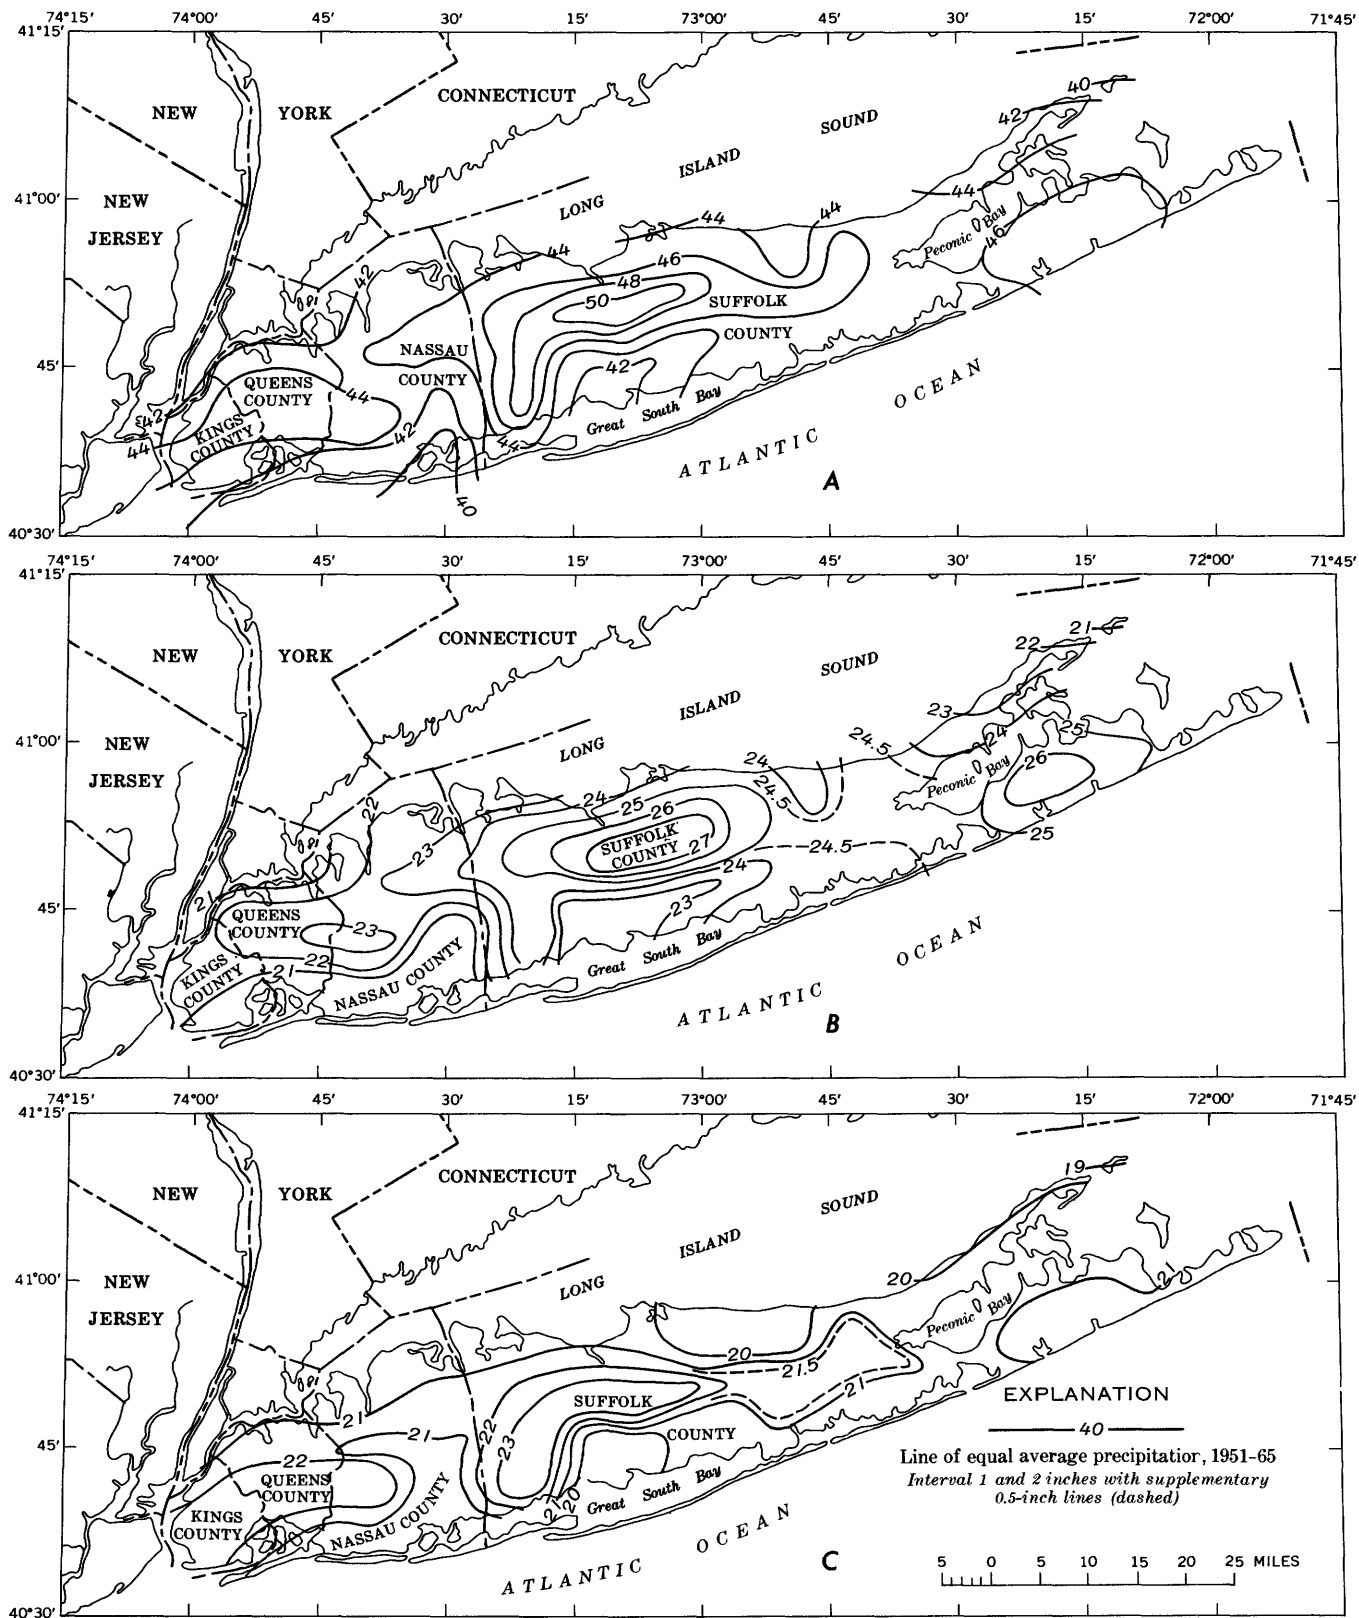 74°15′ 74°00′ 45′ 30′ 15′ 73°00′ 45′ 30′ 15′ 72°00′ 71°45′
41°15′
NEW YORK CONNECTICUT
SOUND
ISLAND
LONG
41°00′
NEW
JERSEY
40
42
44
46
Peconic Bay
44
44
42
44
46
48
50
SUFFOLK
COUNTY
NASSAU
COUNTY
45′
42
QUEENS
COUNTY
44
KINGS
COUNTY
42
44
42
44
40
Great South Bay
ATLANTIC
OCEAN
A
40°30′
74°15′ 74°00′ 45′ 30′ 15′ 73°00′ 45′ 30′ 15′ 72°00′ 71°45′
41°15′
NEW YORK CONNECTICUT
SOUND
ISLAND
LONG
41°00′
NEW
JERSEY
21
22
23
24
25
26
25
Peconic Bay
24.5
24
24.5
24.5
22
24
25
26
SUFFOLK
COUNTY
27
23
24
23
45′
21
QUEENS
COUNTY
23
22
21
KINGS
COUNTY
NASSAU COUNTY
Great South Bay
ATLANTIC
OCEAN
B
40°30′
74°15′ 74°00′ 45′ 30′ 15′ 73°00′ 45′ 30′ 15′ 72°00′ 71°45′
41°15′
NEW YORK CONNECTICUT
SOUND
ISLAND
LONG
41°00′
NEW
JERSEY
19
20
21
Peconic Bay
20
21.5
21
SUFFOLK
COUNTY
21
21
22
23
45′
22
QUEENS
COUNTY
KINGS
COUNTY
NASSAU COUNTY
21
20
Great South Bay
ATLANTIC
OCEAN
C
40°30′
EXPLANATION
40
Line of equal average precipitatior, 1951–65
Interval 1 and 2 inches with supplementary
0.5-inch lines (dashed)
5 0 5 10 15 20 25 MILES